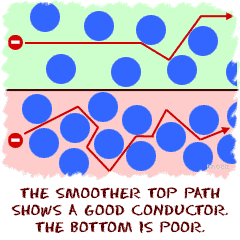 THE SMOOTHER TOP PATH
SHOWS A GOOD CONDUCTOR.
THE BOTTOM IS POOR.